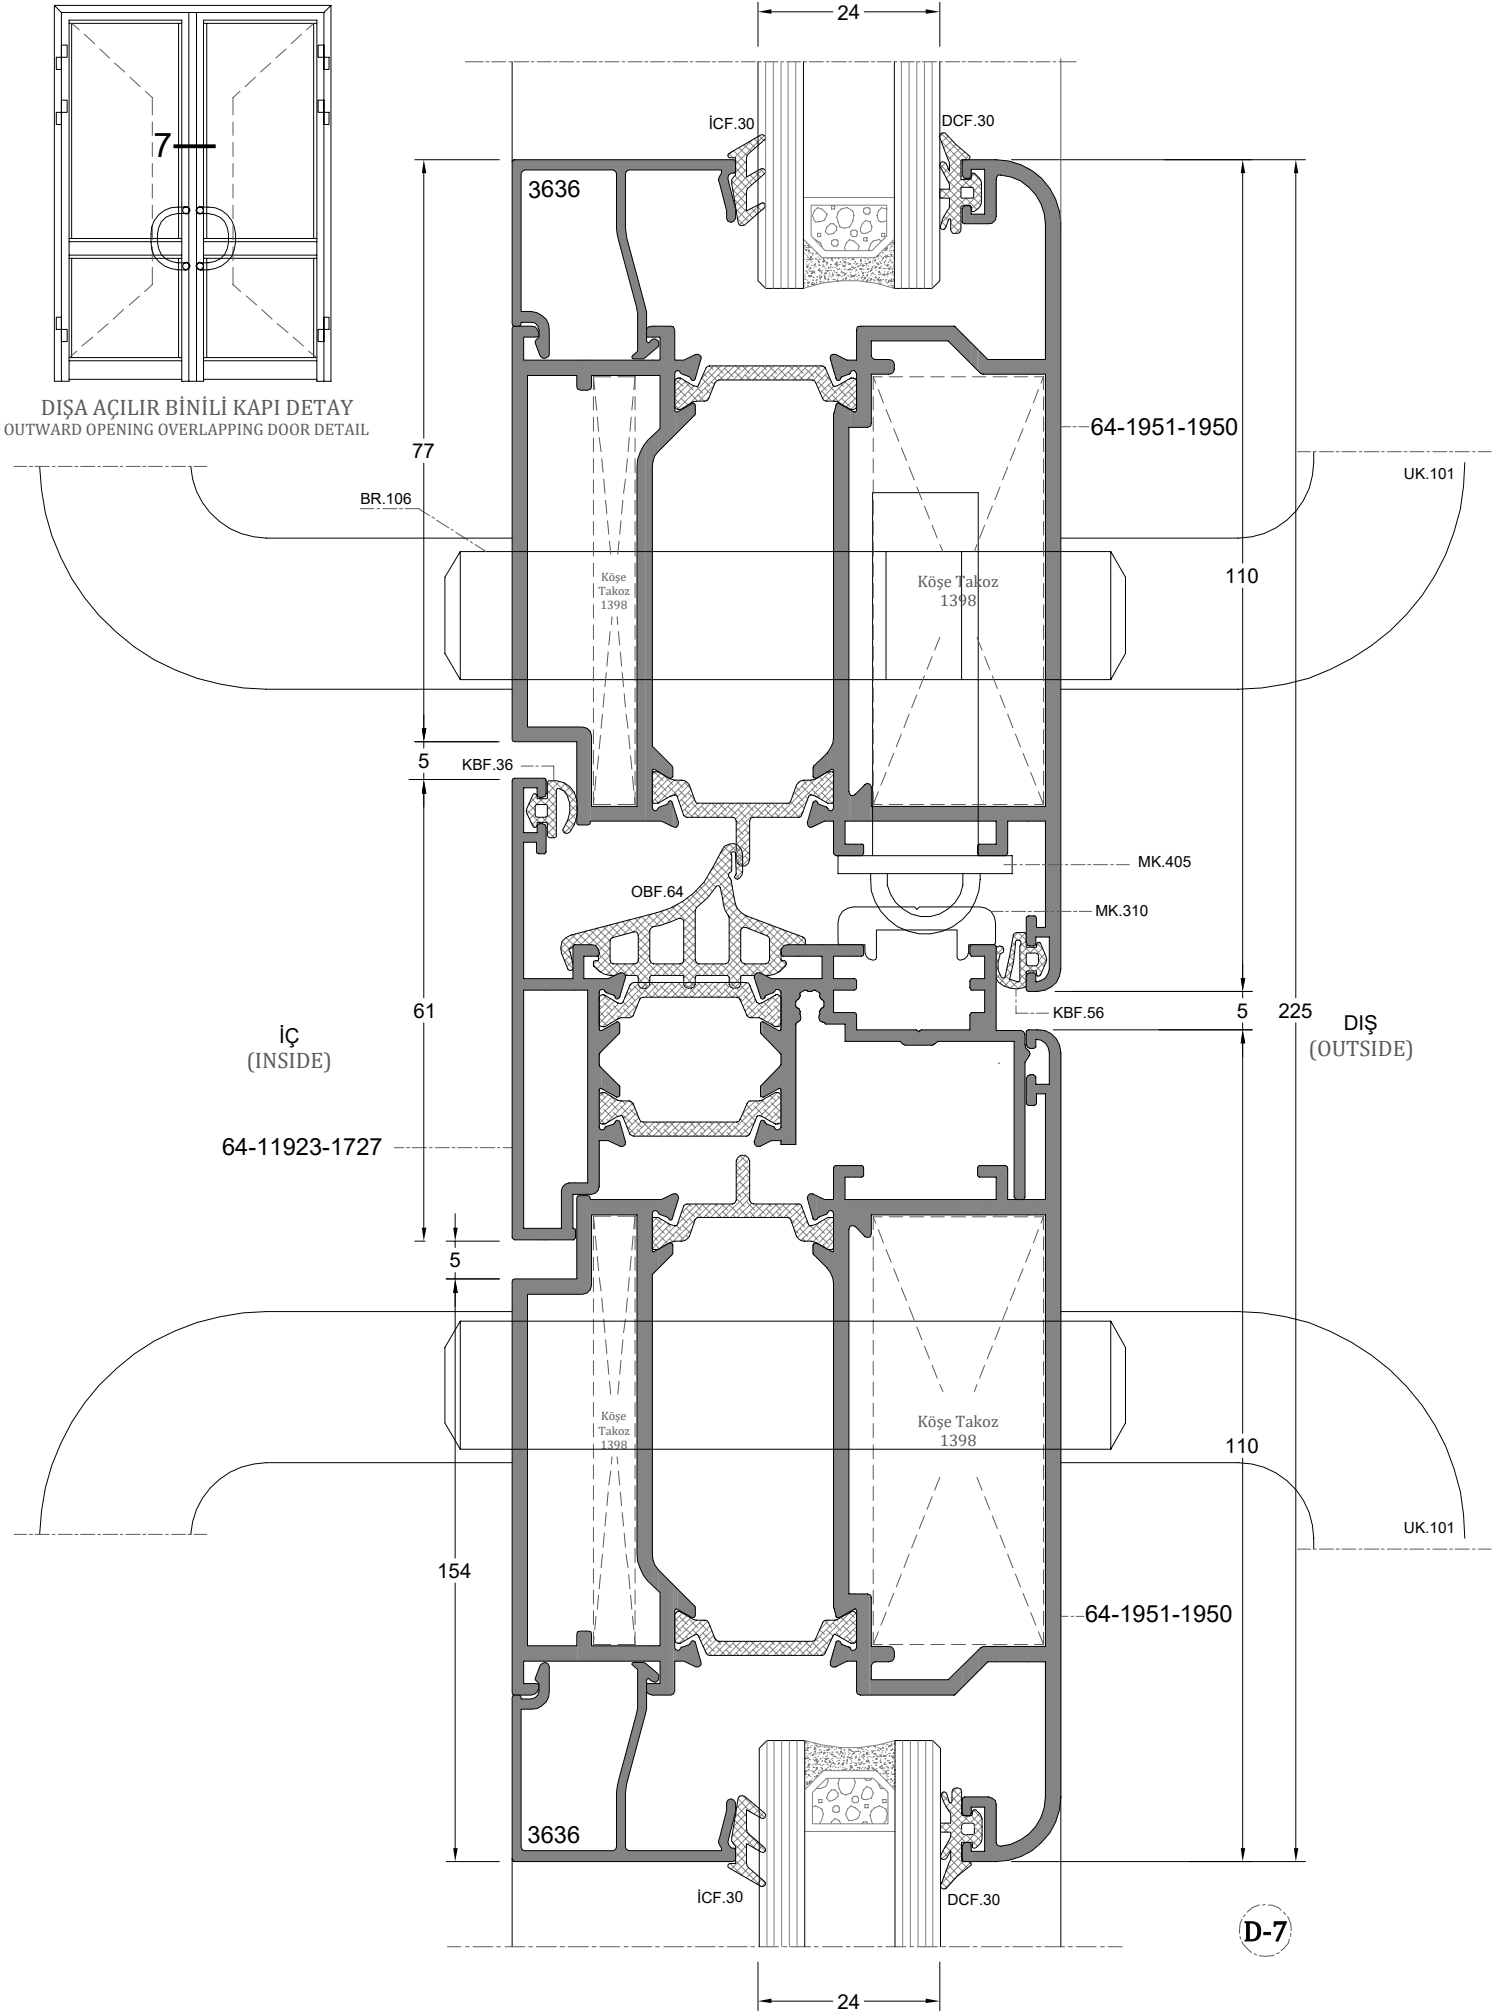 24
İCF.30
DCF.30
7
3636
DIŞA AÇILIR BİNİLİ KAPI DETAY
OUTWARD OPENING OVERLAPPING DOOR DETAIL
64-1951-1950
77
UK.101
BR.106
Köşe
Takoz
1398
Köşe Takoz
1398
110
5
KBF.36
MK.405
OBF.64
MK.310
61
KBF.56
5
225
İÇ
(INSIDE)
DIŞ
(OUTSIDE)
64-11923-1727
5
Köşe
Takoz
1398
Köşe Takoz
1398
110
UK.101
154
64-1951-1950
3636
İCF.30
DCF.30
D-7
24